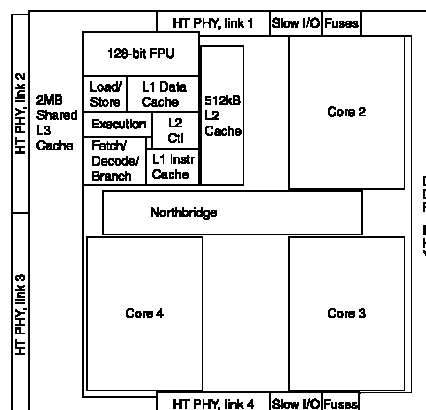 HT PHY, link 1
Slow I/O
Fuses
HT PHY, link 2
2MB
Shared
L3
Cache
128-bit FPU
Load/
Store
L1 Data
Cache
Execution
L2
Ctl
Fetch/
Decode/
Branch
L1 Instr
Cache
512kB
L2
Cache
Core 2
Northbridge
HT PHY, link 3
Core 4
Core 3
HT PHY, link 4
Slow I/O
Fuses